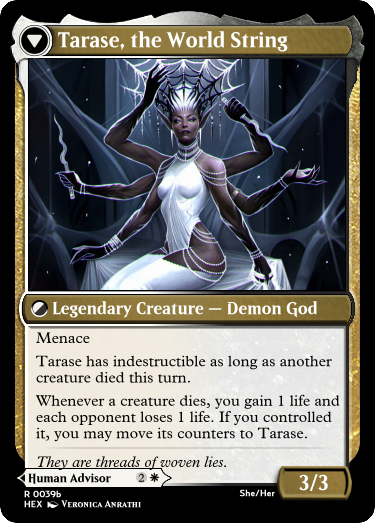 Tarase, the World String
Legendary Creature — Demon God
Menace
Tarase has indestructible as long as another
creature died this turn.
Whenever a creature dies, you gain 1 life and
each opponent loses 1 life. If you controlled
it, you may move its counters to Tarase.
They are threads of woven lies.
Human Advisor 2
3/3
R 0039b
HEX Veronica Anrathi
She/Her